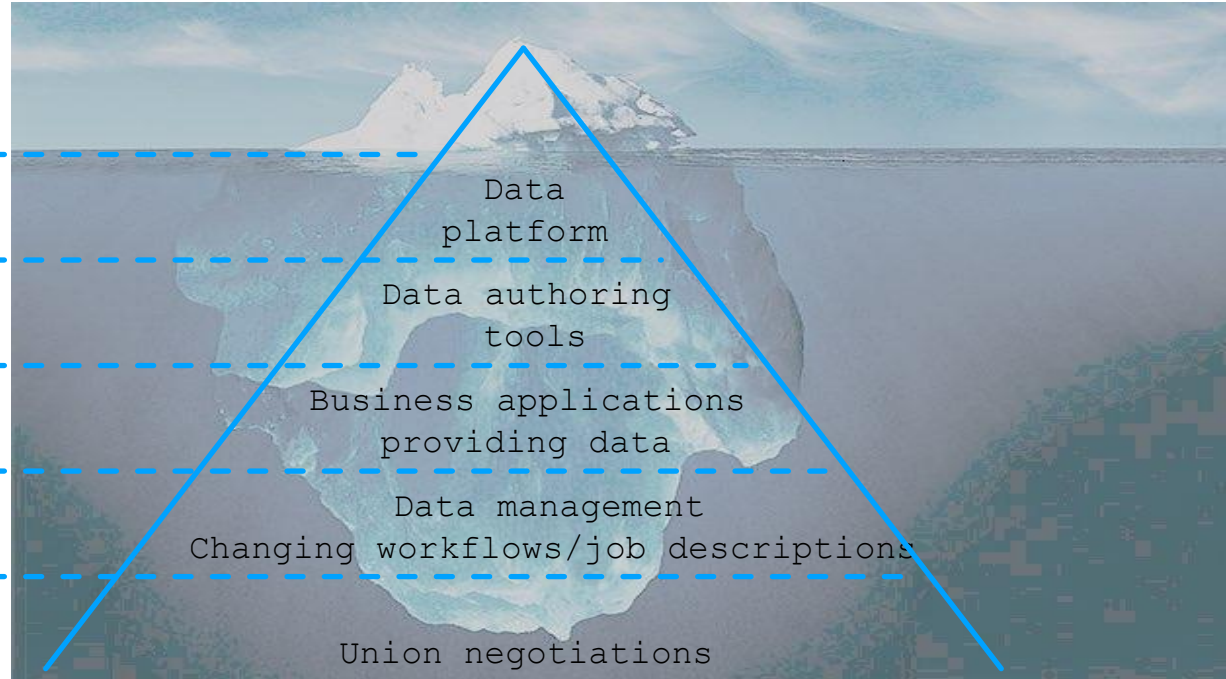 Data
platform
Data authoring
tools
Business applications
providing data
Data management
Changing workflows/job descriptions
Union negotiations